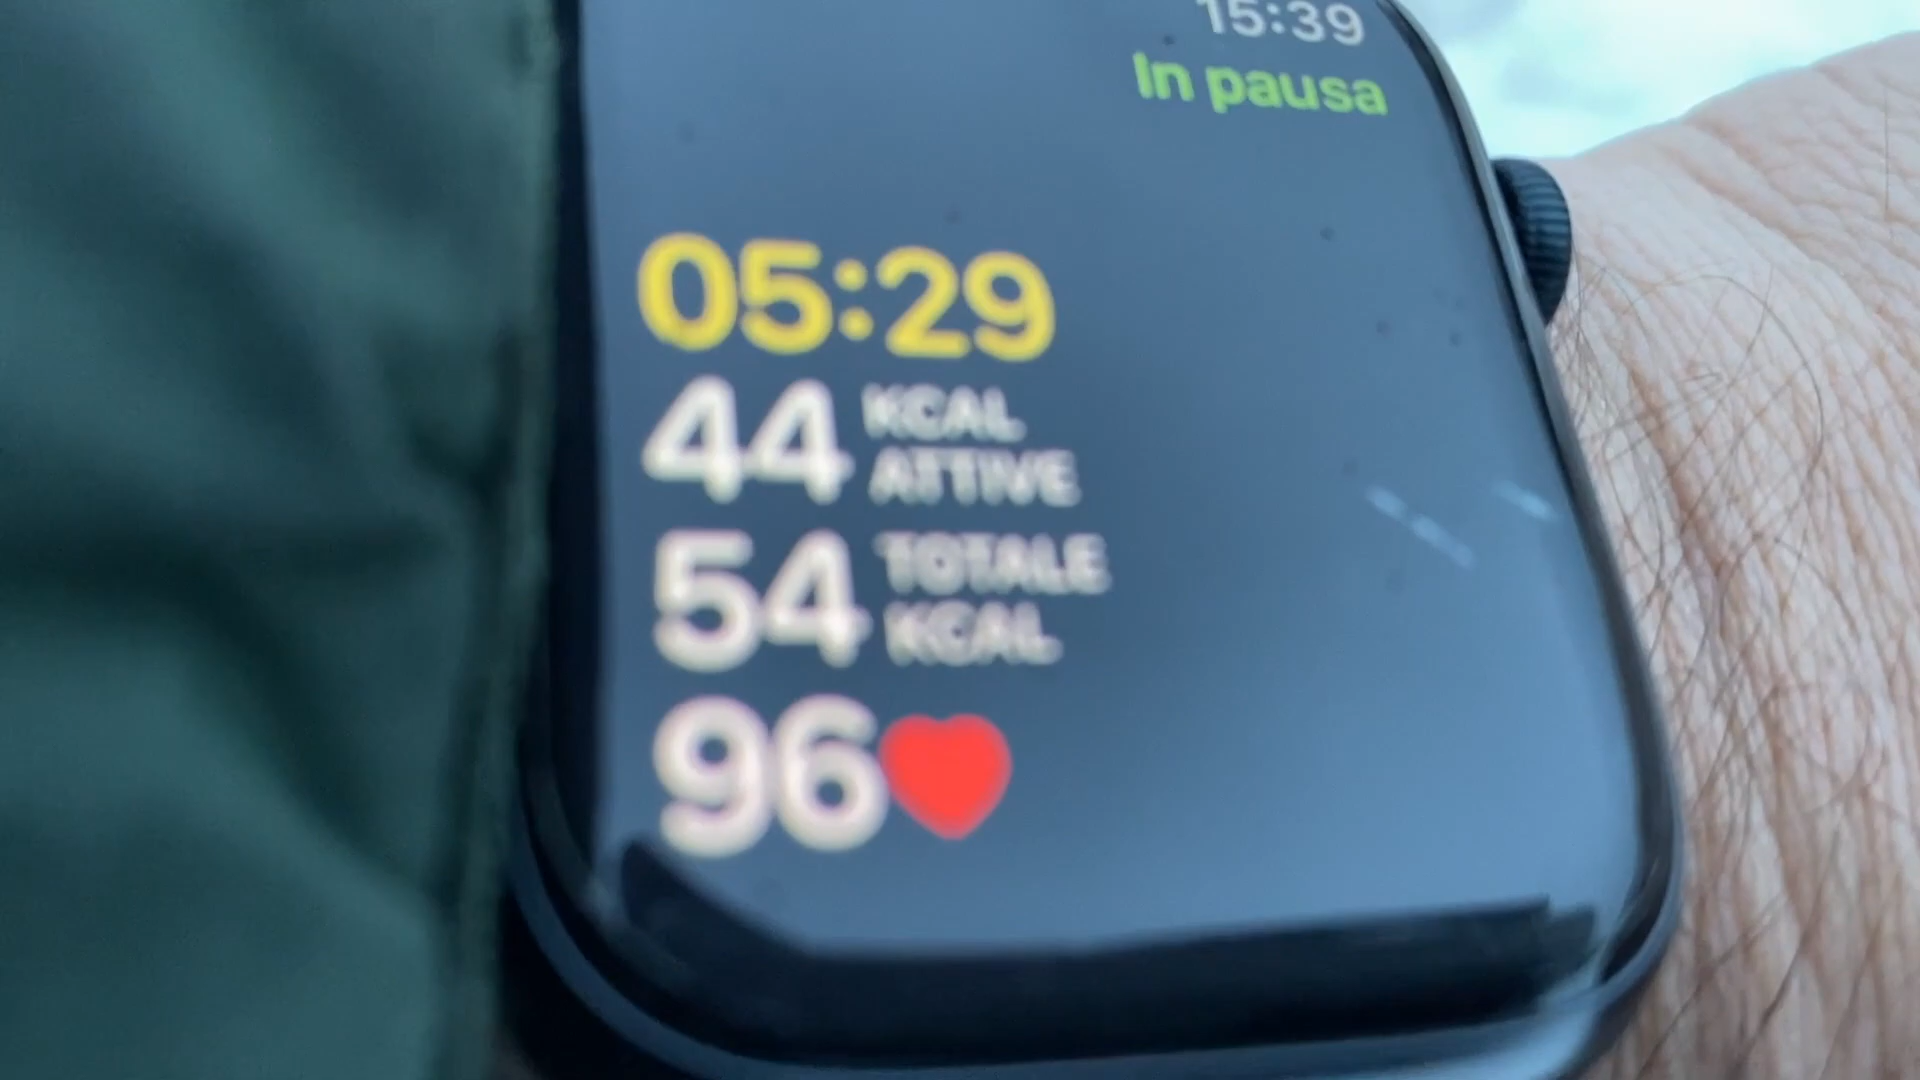 15:39
In pausa
05:29
44 KCAL
ATTIVE
54 TOTALE
KCAL
96